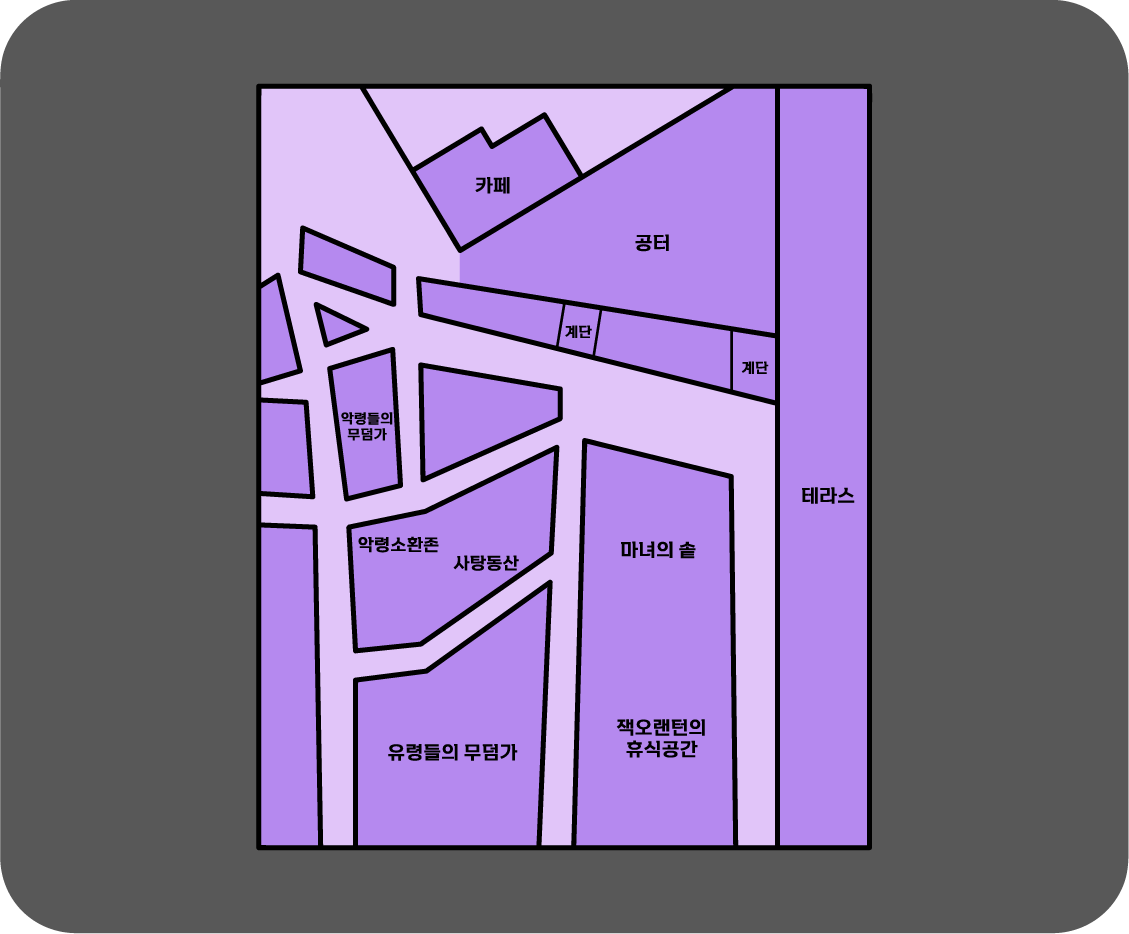 카페
공터
계단
계단
악령들의
무덤가
테라스
악령소환존
사탕동산
마녀의 솥
잭오랜턴의
휴식공간
유령들의 무덤가